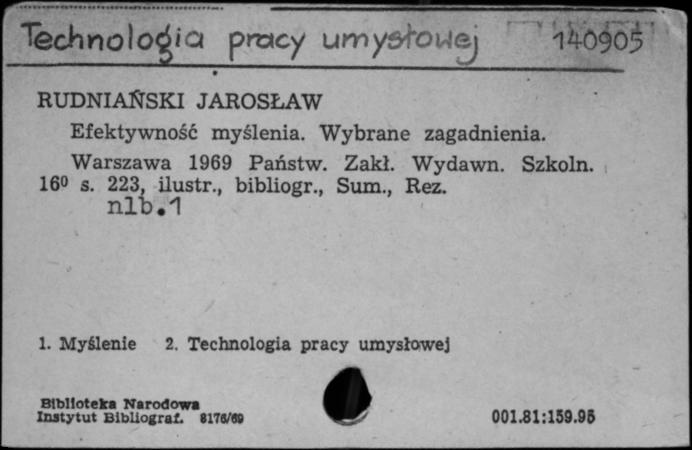 Technologia pracy umysłowej 140905
RUDNIAŃSKI JAROSŁAW
Efektywność myślenia. Wybrane zagadnienia.
Warszawa 1969 Państw. Zakł. Wydawn. Szkoln.
16⁰ s. 223, ilustr., bibliogr., Sum., Rez.
nlb.1
1. Myślenie 2. Technologia pracy umysłowej
Biblioteka Narodowa
Instytut Bibliograf. 8176/69 001.81:159.95